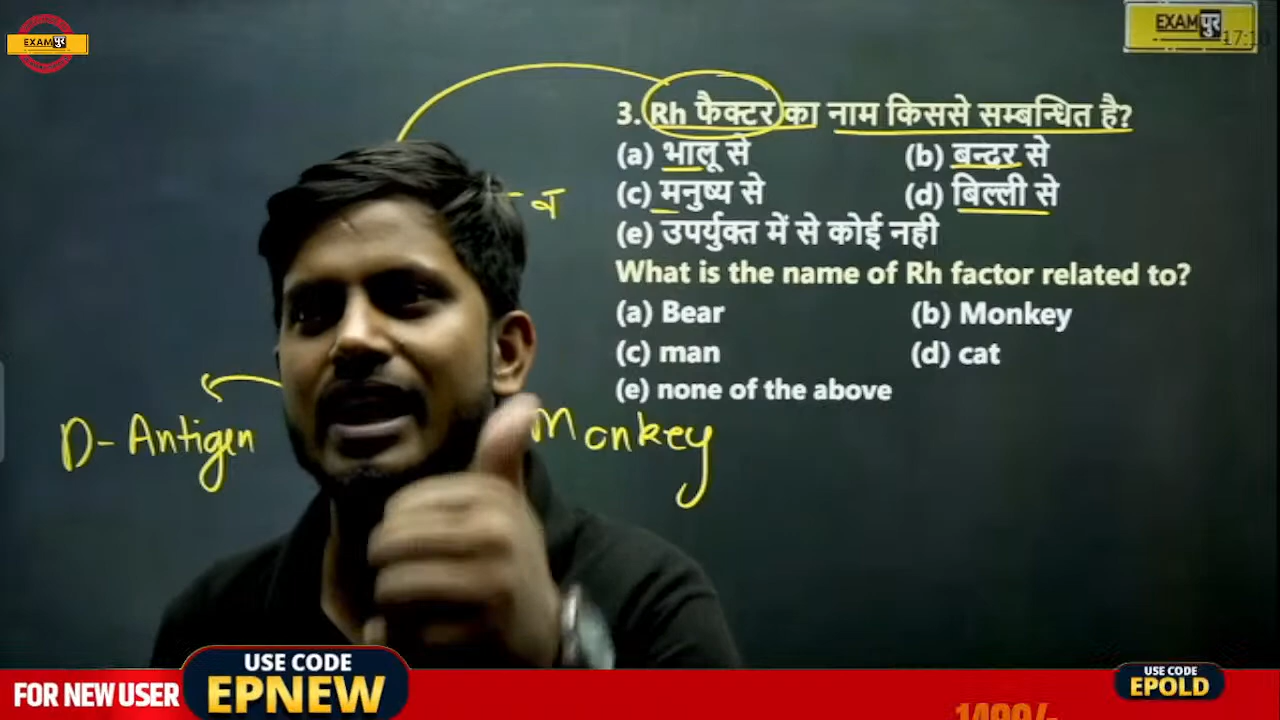 EXAMपुर
EXAMपुर
17:10
3. Rh फैक्टर का नाम किससे सम्बन्धित है?
(a) भालू से (b) बन्दर से
(c) मनुष्य से (d) बिल्ली से
(e) उपर्युक्त में से कोई नही
What is the name of Rh factor related to?
(a) Bear (b) Monkey
(c) man (d) cat
(e) none of the above
D-Antigen
Monkey
FOR NEW USER
USE CODE
EPNEW
USE CODE
EPOLD